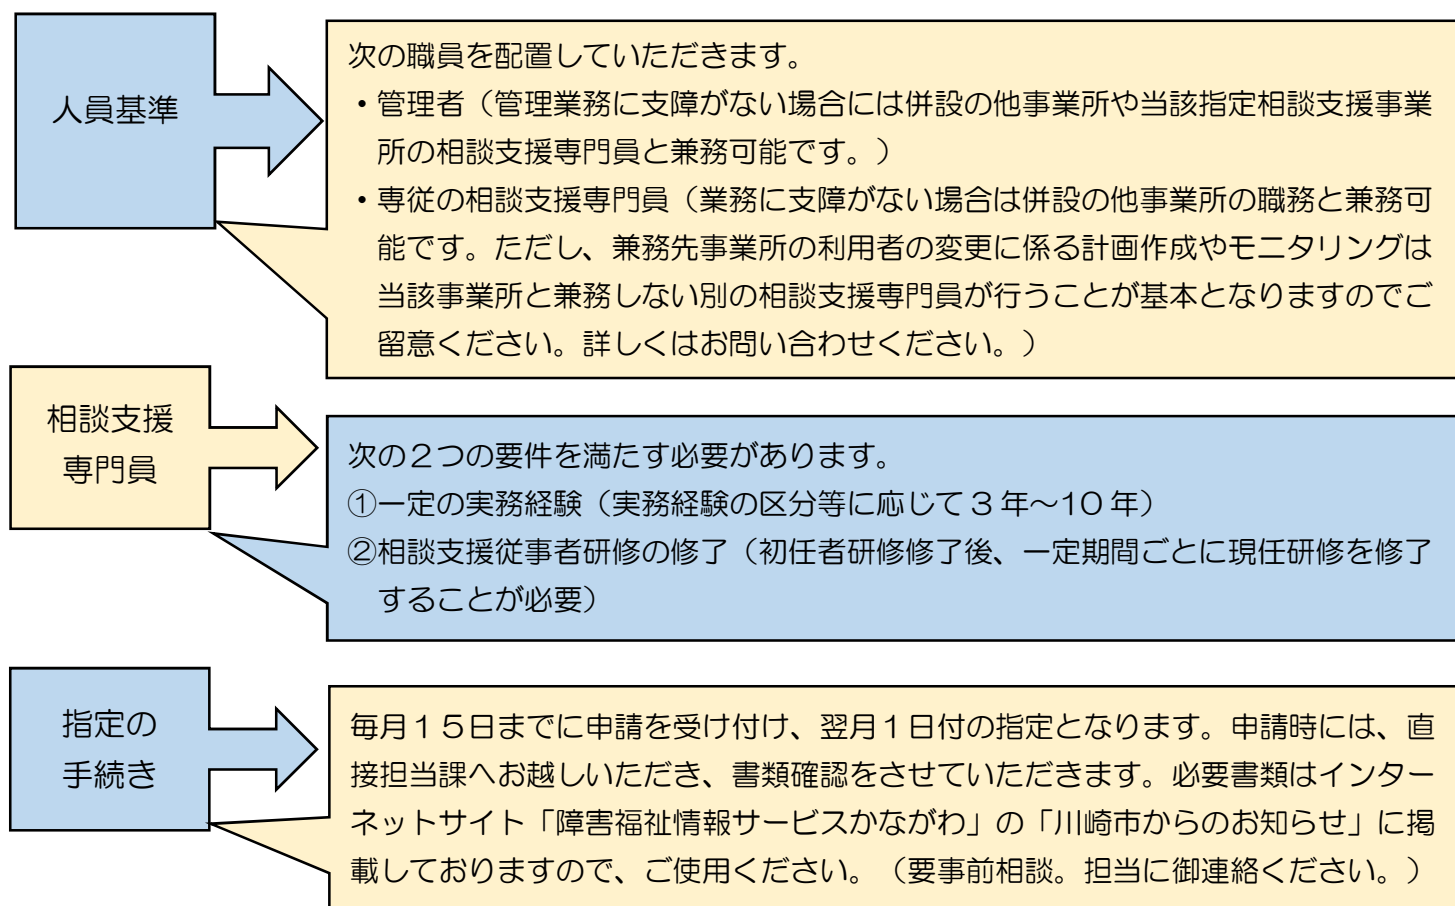 人員基準
次の職員を配置していただきます。
・管理者（管理業務に支障がない場合には併設の他事業所や当該指定相談支援事業
所の相談支援専門員と兼務可能です。）
・専従の相談支援専門員（業務に支障がない場合は併設の他事業所の職務と兼務可
能です。ただし、兼務先事業所の利用者の変更に係る計画作成やモニタリングは
当該事業所と兼務しない別の相談支援専門員が行うことが基本となりますのでご
留意ください。詳しくはお問い合わせください。）
相談支援
専門員
次の２つの要件を満たす必要があります。
①一定の実務経験（実務経験の区分等に応じて３年～10年）
②相談支援従事者研修の修了（初任者研修修了後、一定期間ごとに現任研修を修了
することが必要）
指定の
手続き
毎月１５日までに申請を受け付け、翌月１日付の指定となります。申請時には、直
接担当課へお越しいただき、書類確認をさせていただきます。必要書類はインター
ネットサイト「障害福祉情報サービスかながわ」の「川崎市からのお知らせ」に掲
載しておりますので、ご使用ください。（要事前相談。担当に御連絡ください。）